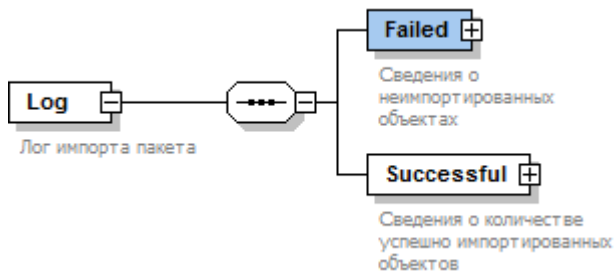 Failed
Сведения о
неимпортированных
объектах
Log
Лог импорта пакета
Successful
Сведения о количестве
успешно импортированных
объектов